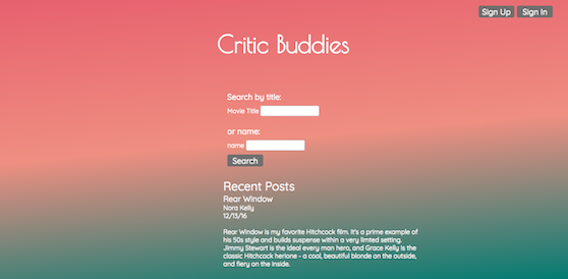 Sign Up Sign In
Critic Buddies
Search by title:
Movie Title
or name:
name
Search
Recent Posts
Rear Window
Nora Kelly
12/13/16
Rear Window is my favorite Hitchcock film. It's a prime example of
his 50s style and builds suspense within a very limted setting.
Jimmy Stewart is the ideal every man hero, and Grace Kelly is the
classic Hitchcock herione - a cool, beautiful blonde on the outside,
and fiery on the inside.